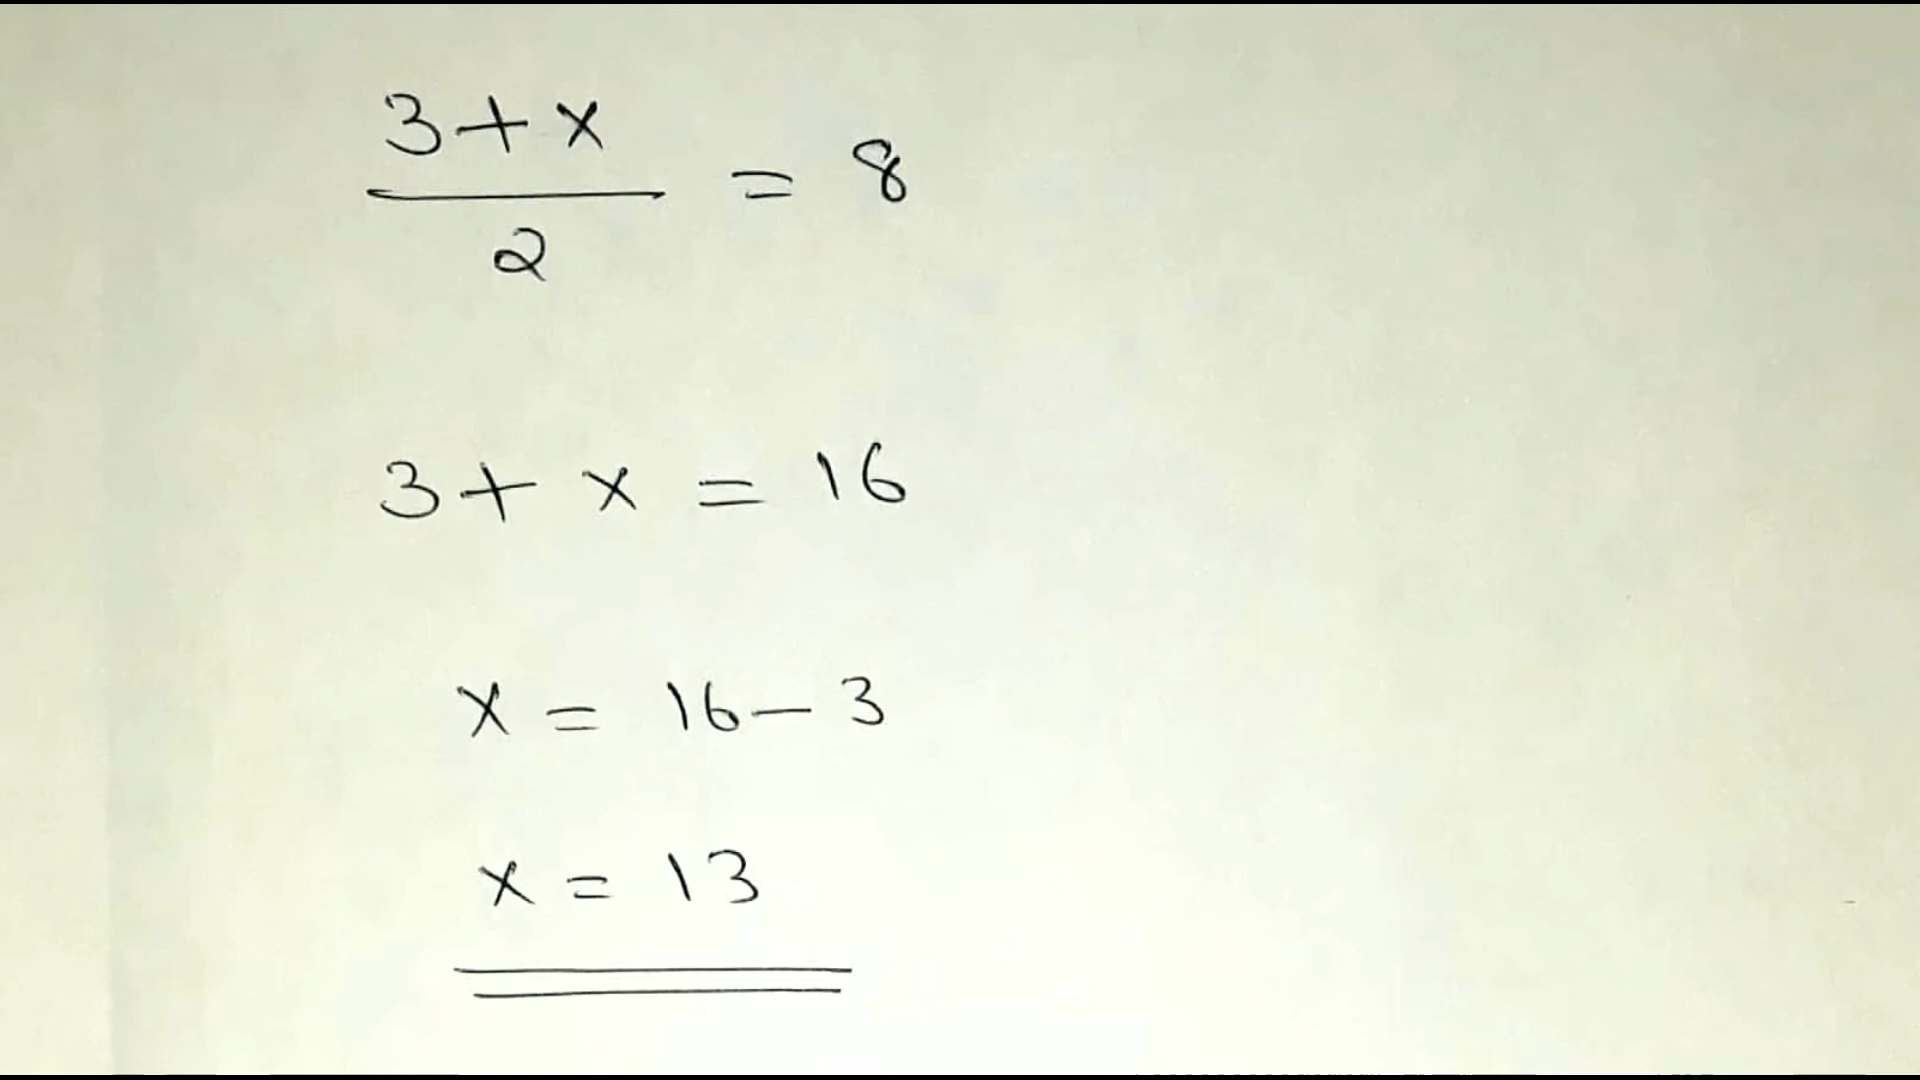 3+x/2 = 8
3+x = 16
x = 16-3
x = 13